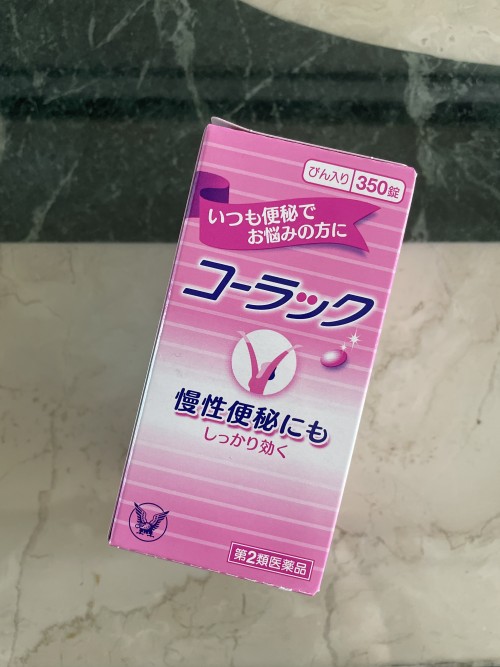 びん入り 350錠
いつも便秘で
お悩みの方に
コーラック
慢性便秘にも
しっかり効く
第2類医薬品